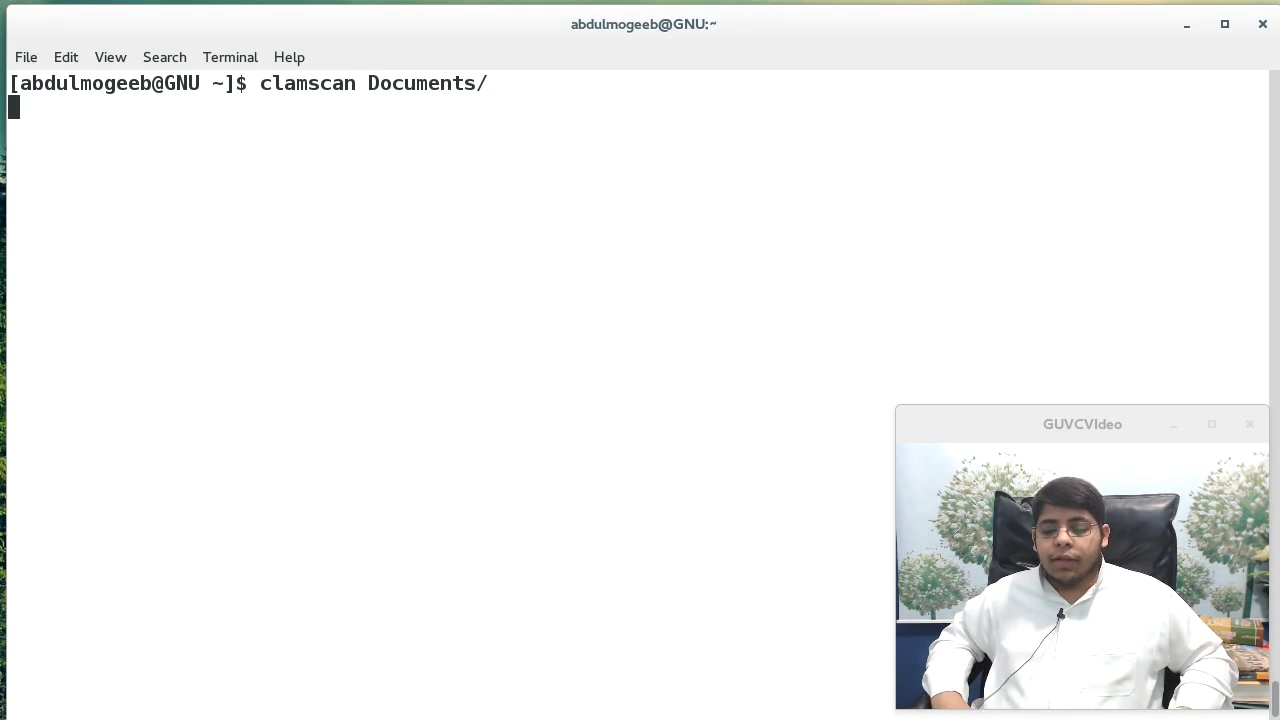 abdulmogeeb@GNU:~
File Edit View Search Terminal Help
[abdulmogeeb@GNU ~]$ clamscan Documents/
GUVCVIdeo